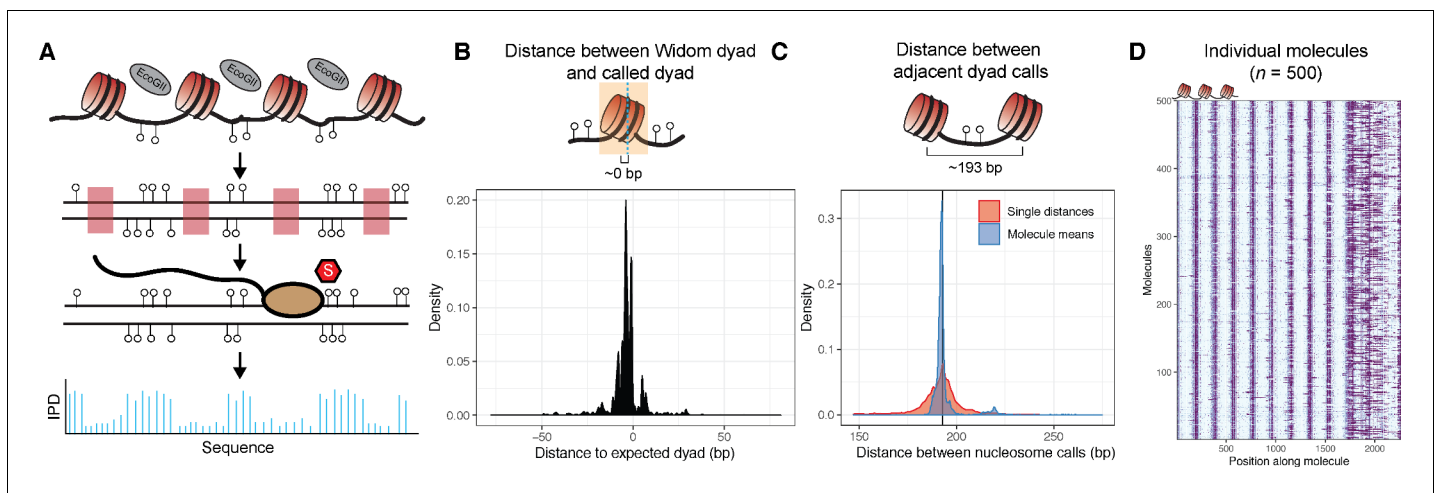 A
EcoGII
EcoGII
EcoGII
S
IPD
Sequence
B
Distance between Widom dyad
and called dyad
~0 bp
0.20
0.15
0.10
0.05
0.00
Density
−50
0
50
Distance to expected dyad (bp)
C
Distance between
adjacent dyad calls
~193 bp
Single distances
Molecule means
0.3
0.2
0.1
0.0
Density
150
200
250
Distance between nucleosome calls (bp)
D
Individual molecules
(n = 500)
500
400
300
200
100
Molecules
500
1000
1500
2000
Position along molecule